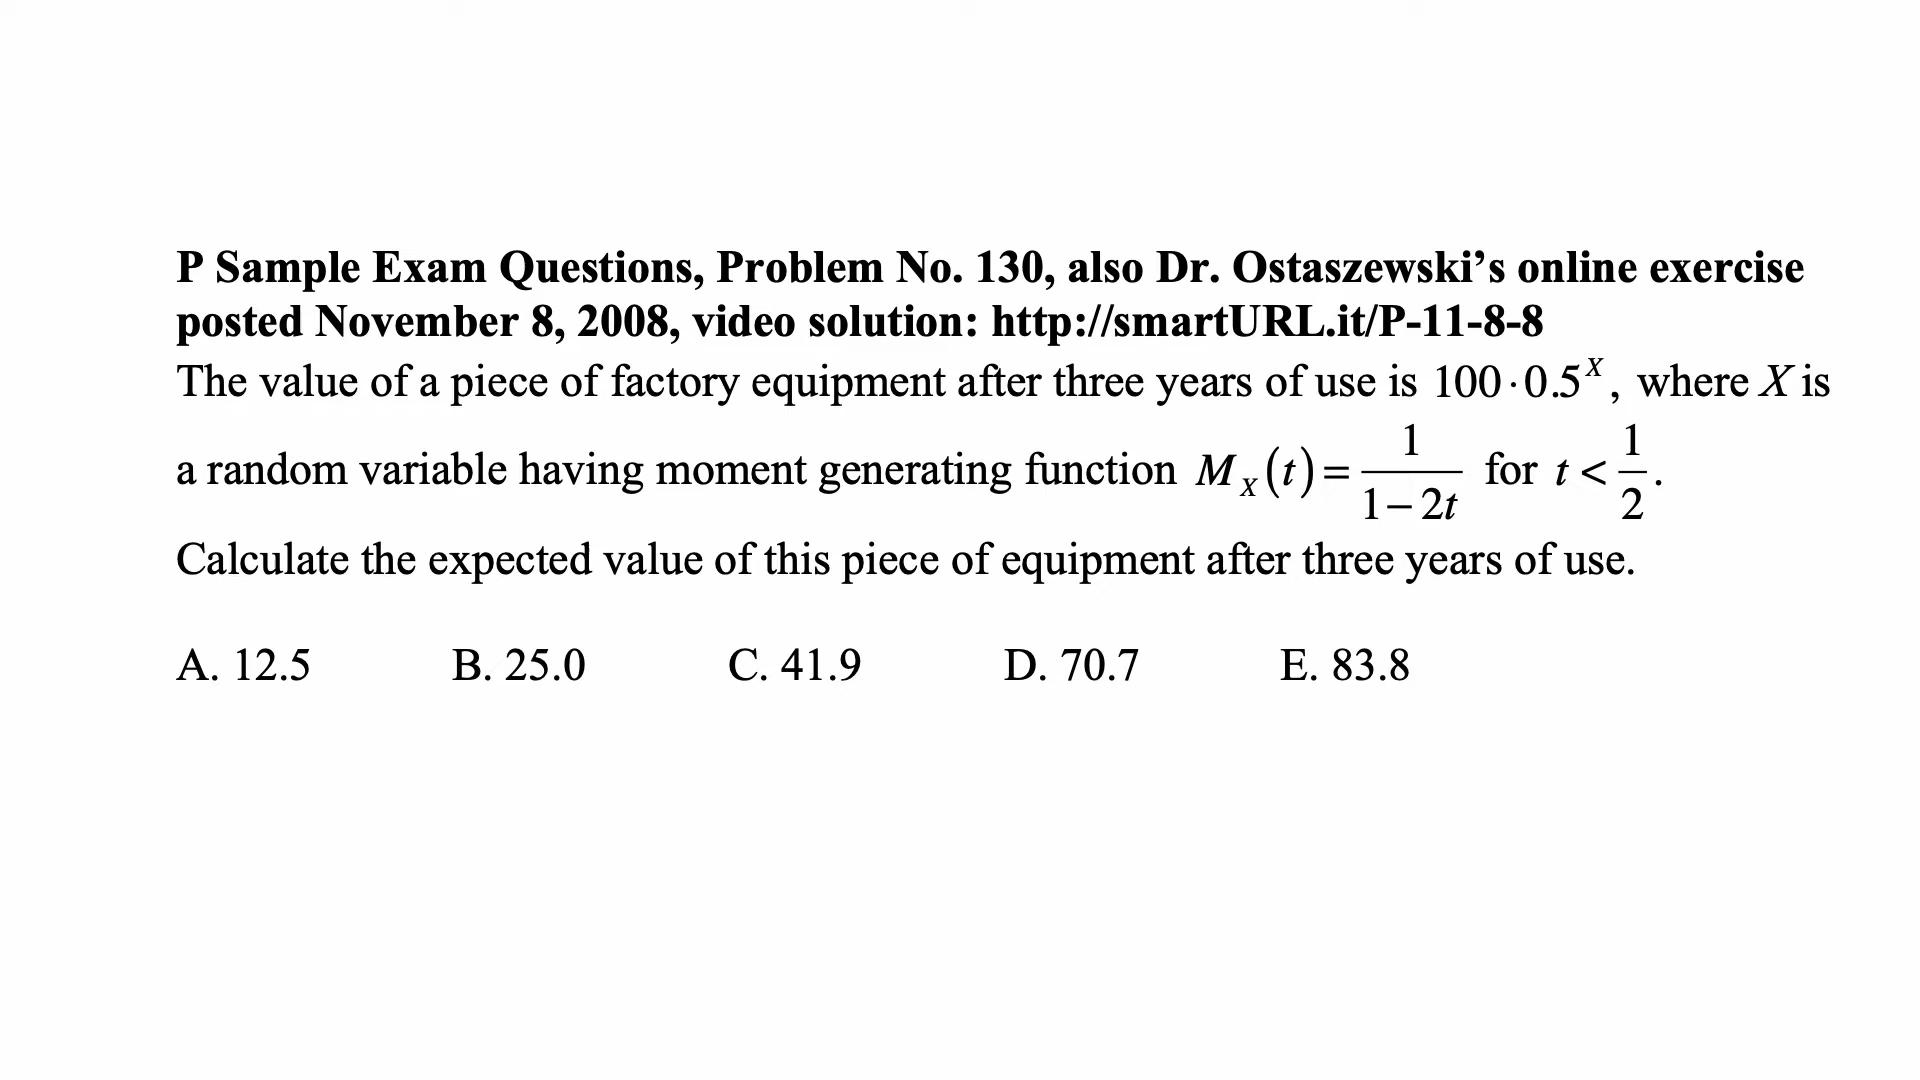 P Sample Exam Questions, Problem No. 130, also Dr. Ostaszewski’s online exercise
posted November 8, 2008, video solution: http://smartURL.it/P-11-8-8
The value of a piece of factory equipment after three years of use is 100·0.5^X, where X is
a random variable having moment generating function M_X(t) = 1/(1−2t) for t < 1/2.
Calculate the expected value of this piece of equipment after three years of use.
A. 12.5 B. 25.0 C. 41.9 D. 70.7 E. 83.8